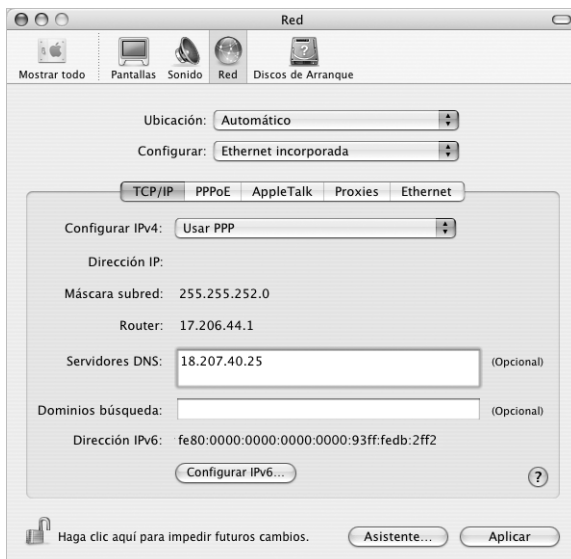 Red
Mostrar todo Pantallas Sonido Red Discos de Arranque
Ubicación: Automático
Configurar: Ethernet incorporada
TCP/IP PPPoE AppleTalk Proxies Ethernet
Configurar IPv4: Usar PPP
Dirección IP:
Máscara subred: 255.255.252.0
Router: 17.206.44.1
Servidores DNS: 18.207.40.25 (Opcional)
Dominios búsqueda: (Opcional)
Dirección IPv6: fe80:0000:0000:0000:0000:93ff:fedb:2ff2
Configurar IPv6... ?
Haga clic aquí para impedir futuros cambios. Asistente... Aplicar